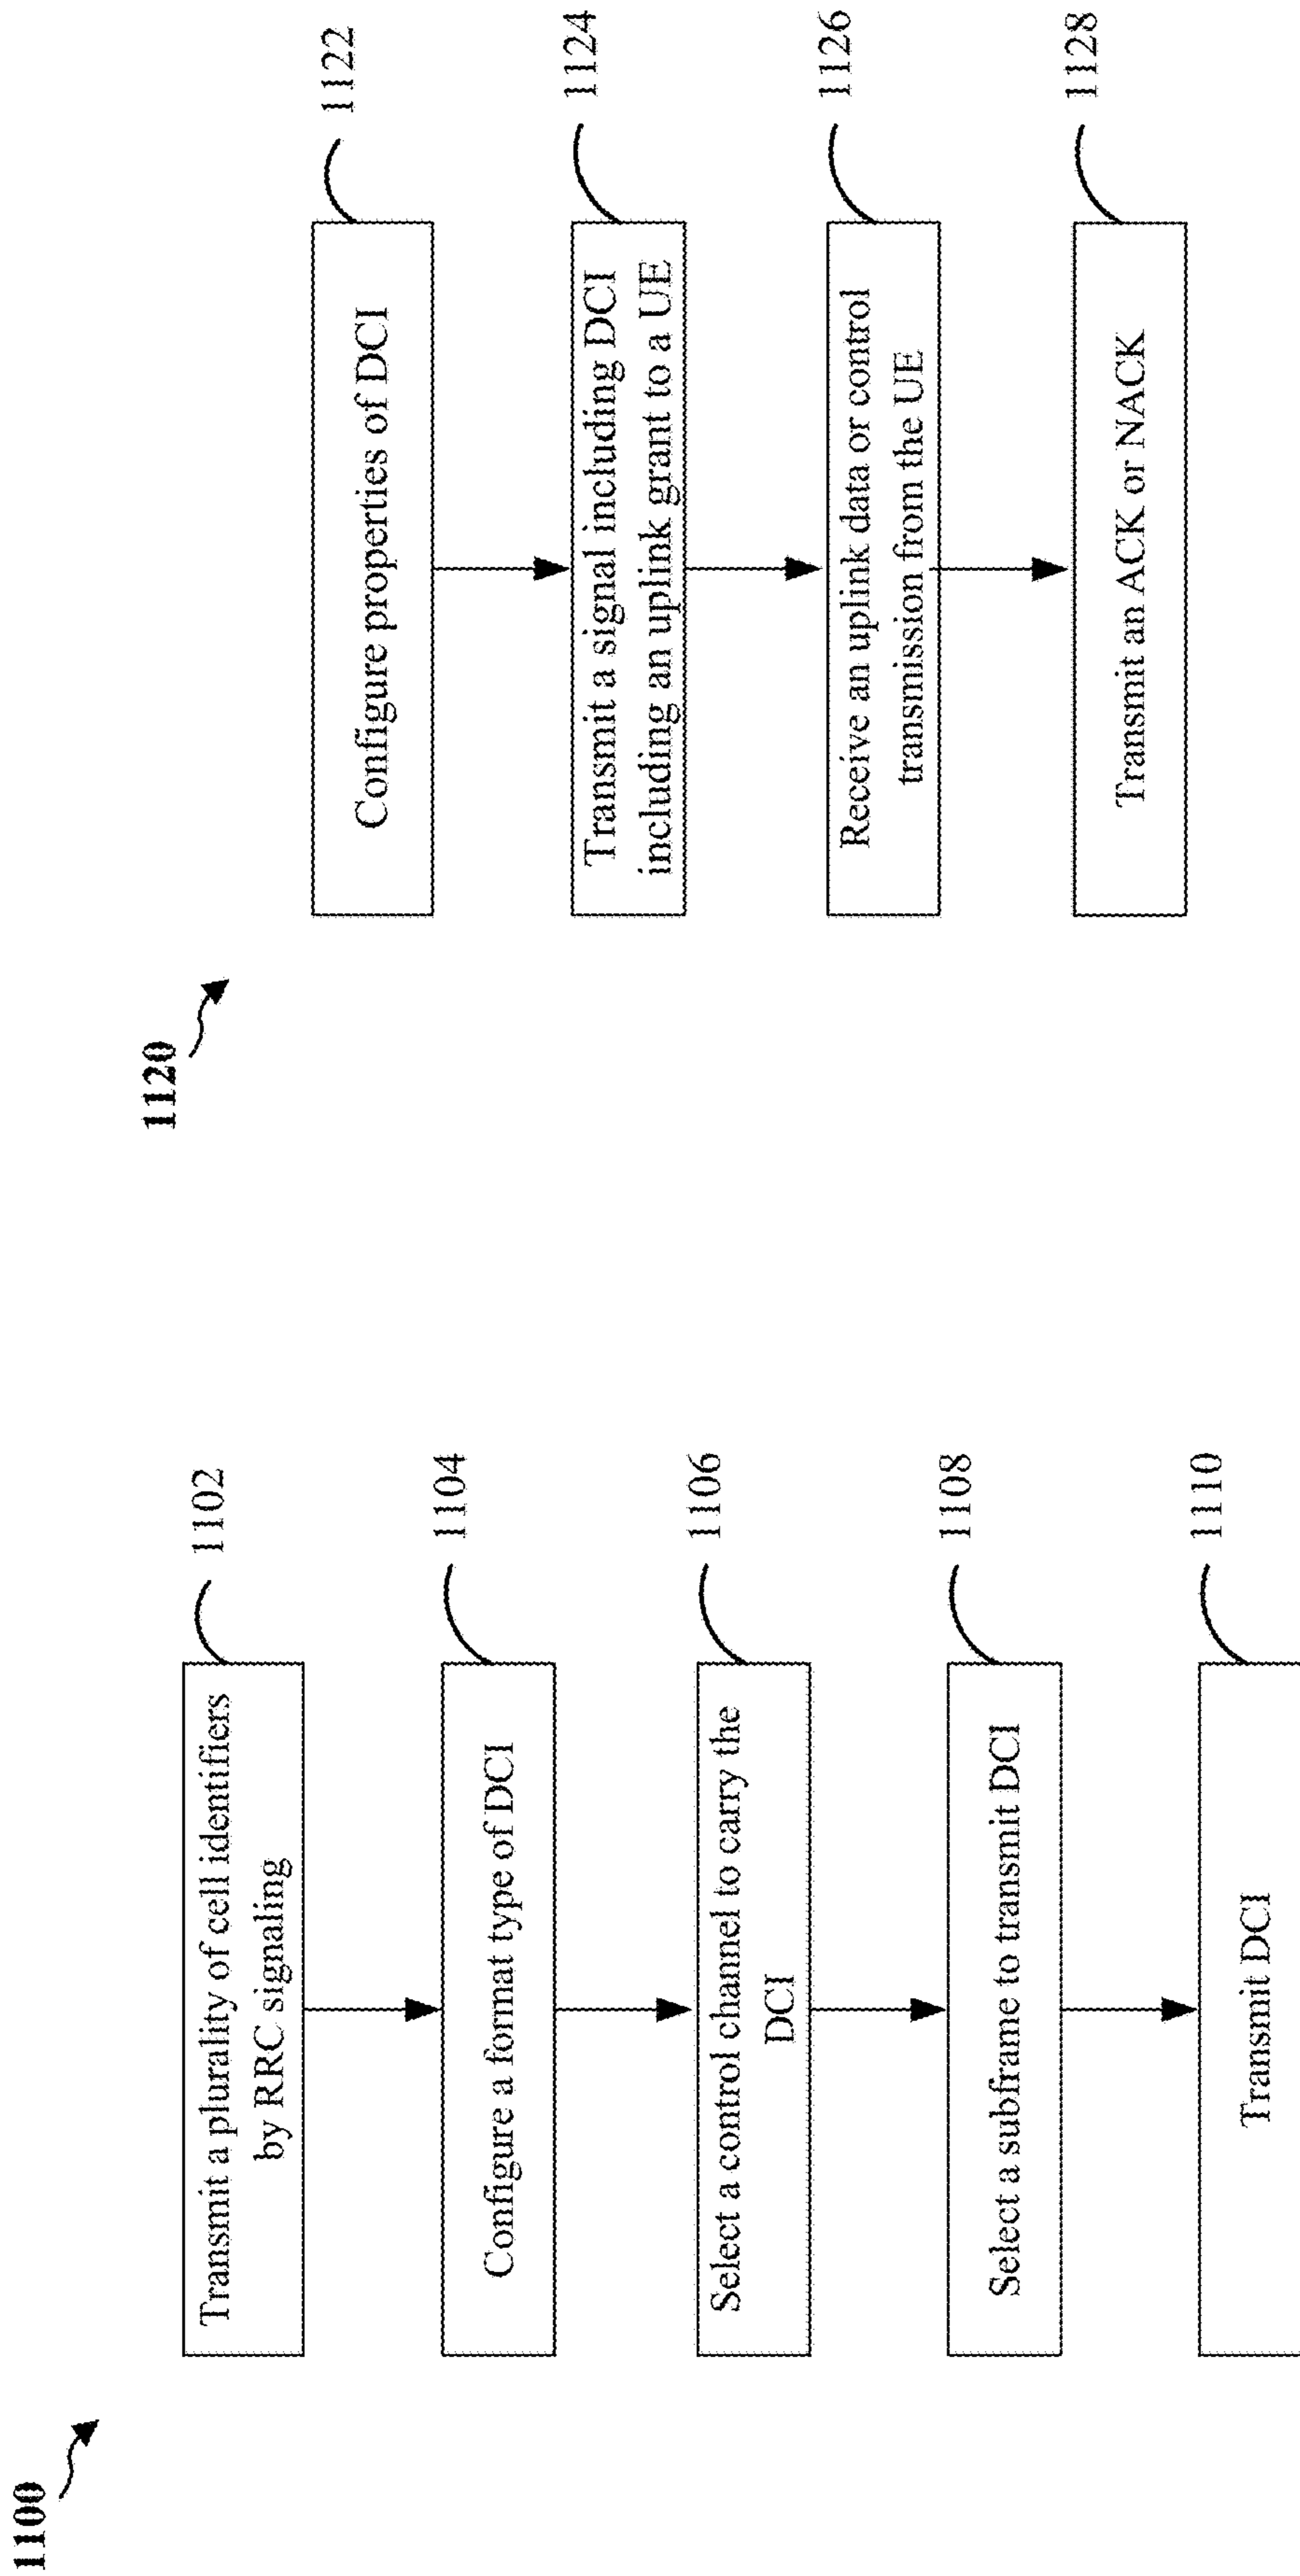 1100
Transmit a plurality of cell identifiers
by RRC signaling
1102
Configure a format type of DCI
1104
Select a control channel to carry the
DCI
1106
Select a subframe to transmit DCI
1108
Transmit DCI
1110
1120
Configure properties of DCI
1122
Transmit a signal including DCI
including an uplink grant to a UE
1124
Receive an uplink data or control
transmission from the UE
1126
Transmit an ACK or NACK
1128